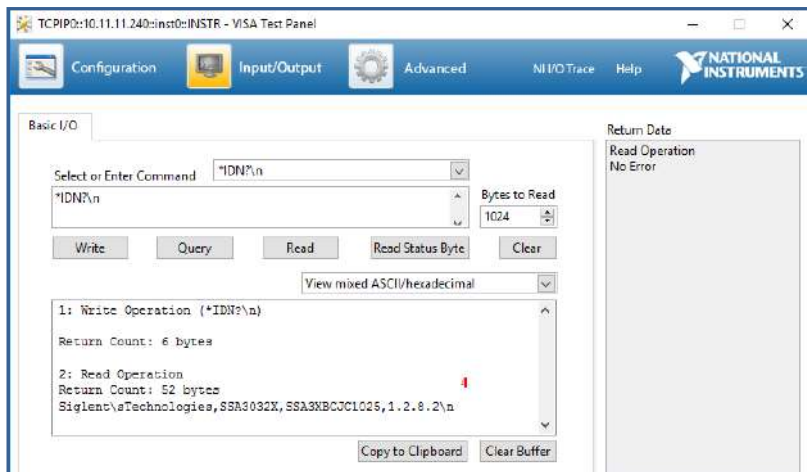 TCPIP0::10.11.11.240::inst0::INSTR - VISA Test Panel
Configuration Input/Output Advanced NI I/O Trace Help NATIONAL INSTRUMENTS
Basic I/O
Return Data
Read Operation
No Error
Select or Enter Command *IDN?\n
*IDN?\n
Bytes to Read
1024
Write Query Read Read Status Byte Clear
View mixed ASCII/hexadecimal
1: Write Operation (*IDN?\n)
Return Count: 6 bytes
2: Read Operation
Return Count: 52 bytes
Siglent\sTechnologies,SSA3032X,SSA3XBCJC1025,1.2.8.2\n
4
Copy to Clipboard Clear Buffer